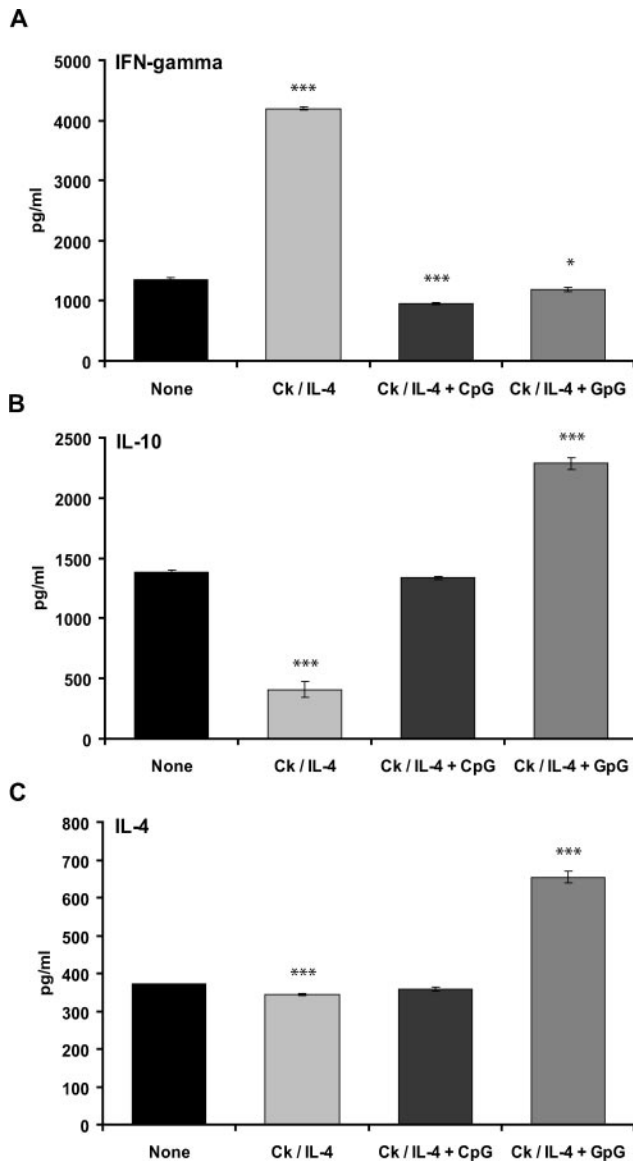 A
IFN-gamma
5000
4000
3000
2000
1000
0
pg/ml
***
***
*
None Ck / IL-4 Ck / IL-4 + CpG Ck / IL-4 + GpG
B
IL-10
2500
2000
1500
1000
500
0
pg/ml
***
***
None Ck / IL-4 Ck / IL-4 + CpG Ck / IL-4 + GpG
C
IL-4
800
700
600
500
400
300
200
100
0
pg/ml
***
***
None Ck / IL-4 Ck / IL-4 + CpG Ck / IL-4 + GpG